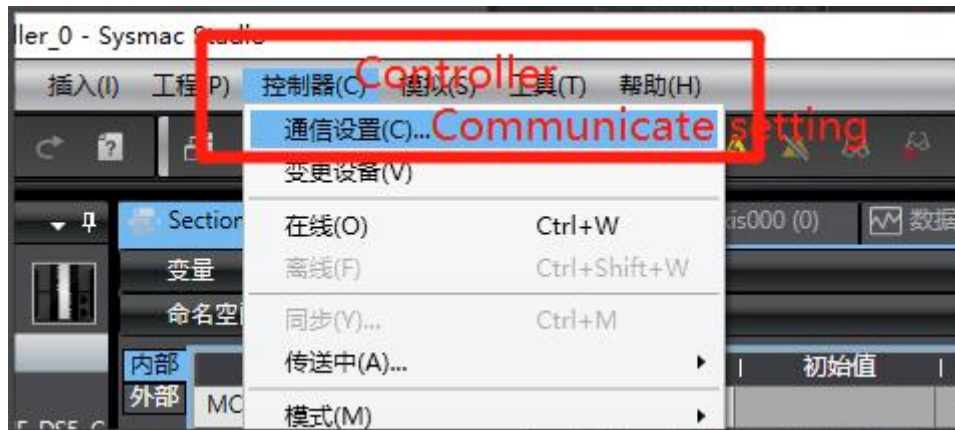 ller_0 - Sysmac Studio
插入(I) 工程(P) 控制器(C) 模拟(S) 工具(T) 帮助(H)
Controller
通信设置(C)...
Communicate setting
变更设备(V)
Section
在线(O) Ctrl+W
xis000 (0)
数据
变量
离线(F) Ctrl+Shift+W
命名空
同步(Y)... Ctrl+M
内部
传送中(A)...
初始值
外部
MC
模式(M)